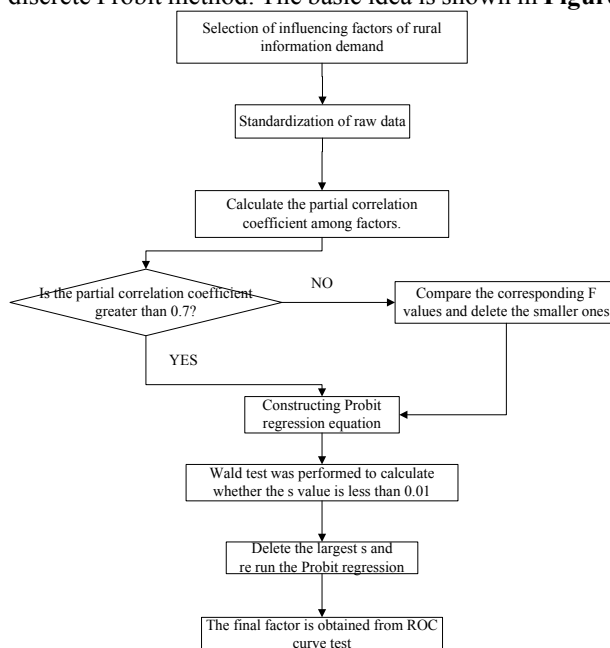 discrete Probit method. The basic idea is shown in Figure
Selection of influencing factors of rural
information demand
Standardization of raw data
Calculate the partial correlation
coefficient among factors.
Is the partial correlation coefficient
greater than 0.7?
NO
Compare the corresponding F
values and delete the smaller ones
YES
Constructing Probit
regression equation
Wald test was performed to calculate
whether the s value is less than 0.01
Delete the largest s and
re run the Probit regression
The final factor is obtained from ROC
curve test